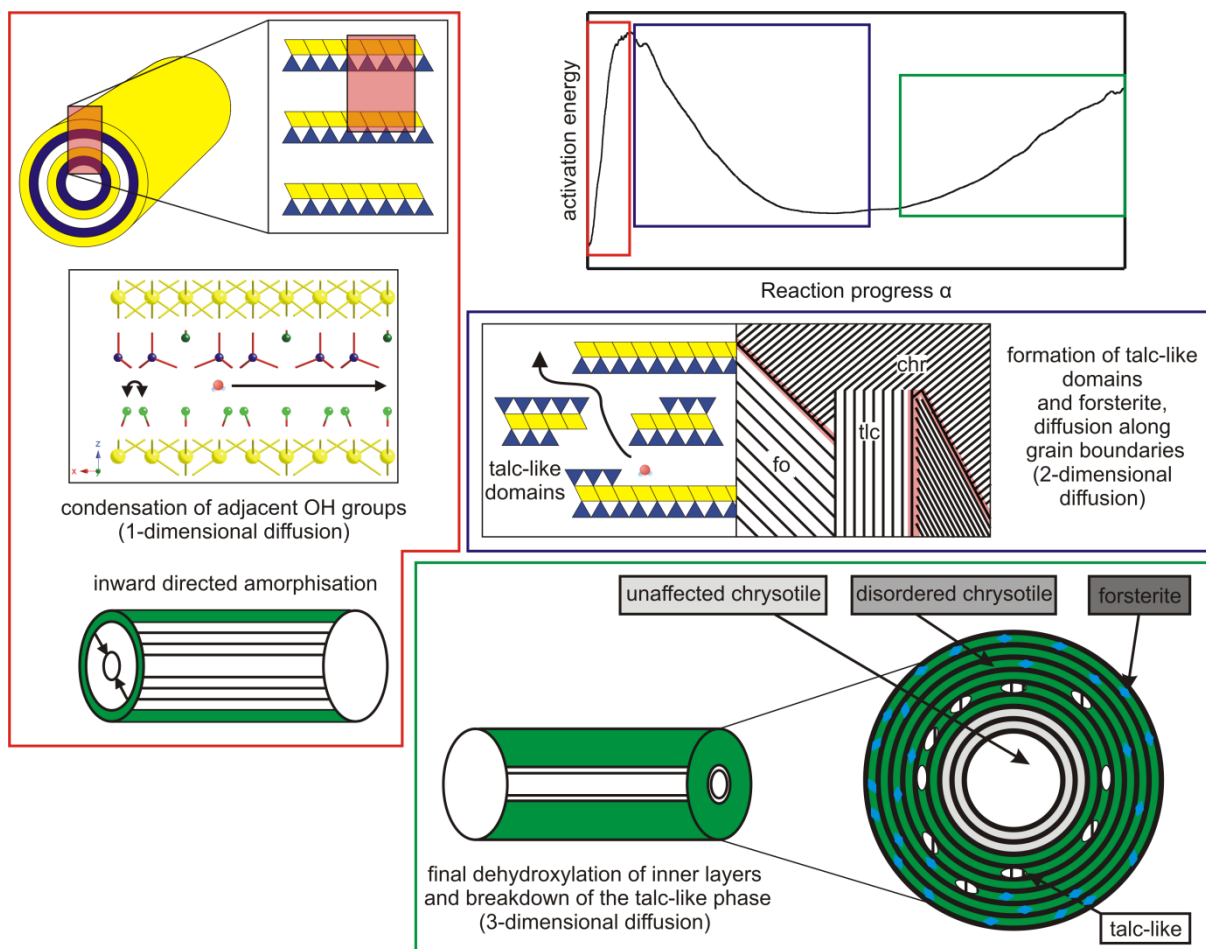 activation energy
Reaction progress α
z
x
condensation of adjacent OH groups
(1-dimensional diffusion)
inward directed amorphisation
talc-like
domains
chr
tlc
fo
formation of talc-like
domains
and forsterite,
diffusion along
grain boundaries
(2-dimensional
diffusion)
unaffected chrysotile
disordered chrysotile
forsterite
final dehydroxylation of inner layers
and breakdown of the talc-like phase
(3-dimensional diffusion)
talc-like